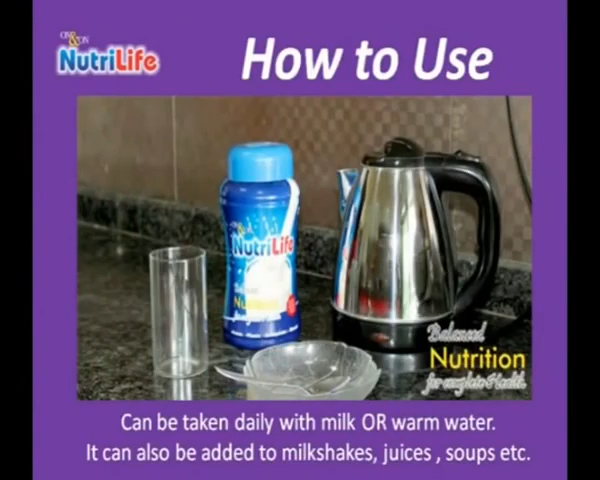 ON & ON
NutriLife
How to Use
NutriLife
Balanced
Nutrition
for complete Health
Can be taken daily with milk OR warm water.
It can also be added to milkshakes, juices , soups etc.